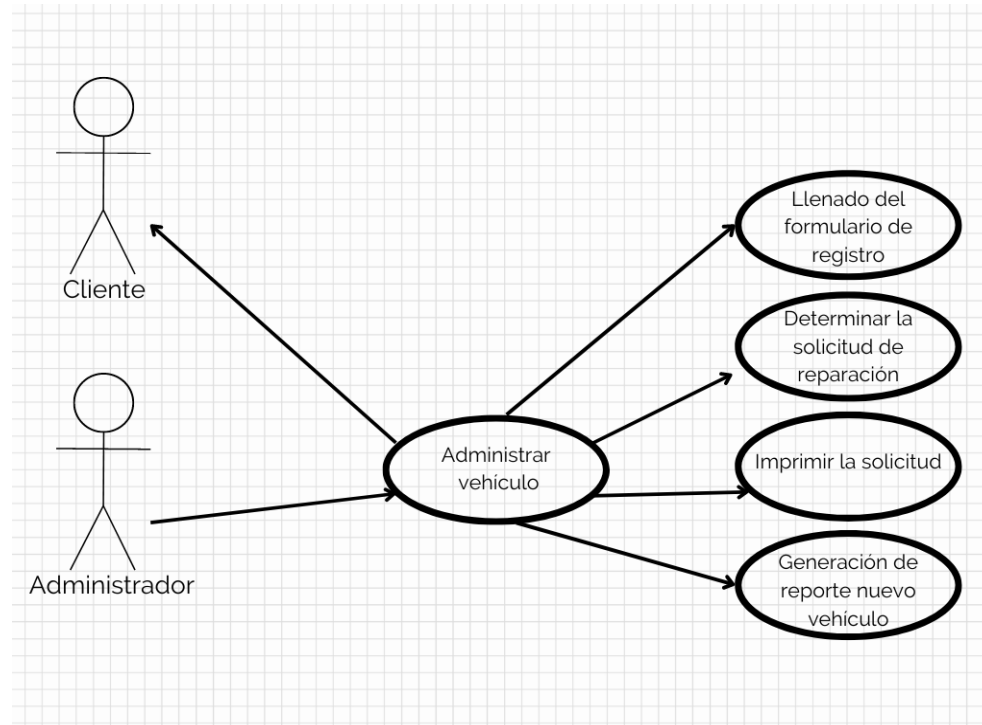 Cliente
Administrador
Administrar
vehículo
Llenado del
formulario de
registro
Determinar la
solicitud de
reparación
Imprimir la solicitud
Generación de
reporte nuevo
vehículo